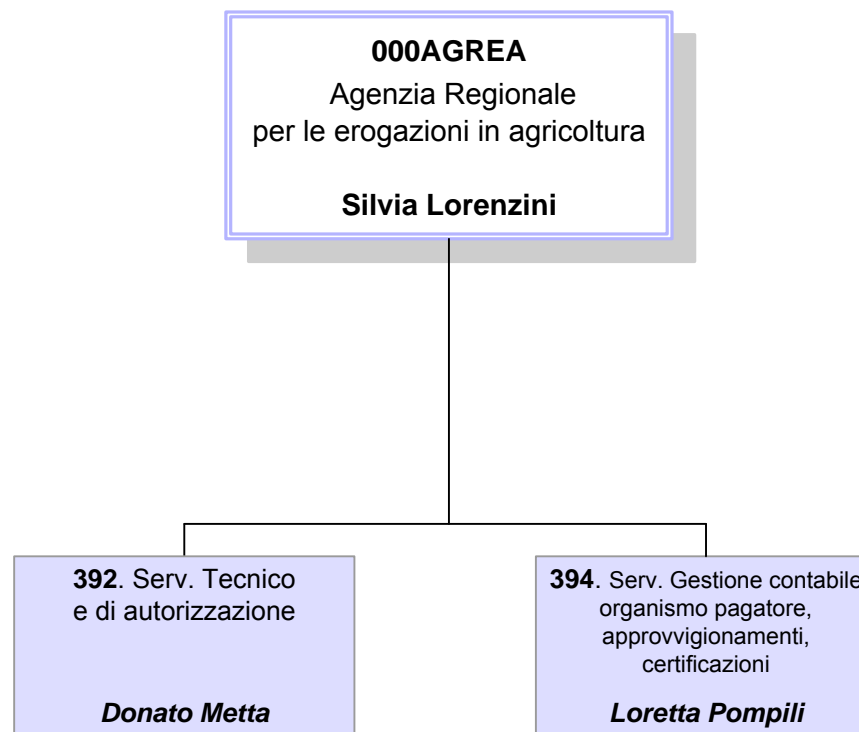 000AGREA
Agenzia Regionale
per le erogazioni in agricoltura
Silvia Lorenzini
392. Serv. Tecnico
e di autorizzazione
Donato Metta
394. Serv. Gestione contabile
organismo pagatore,
approvvigionamenti,
certificazioni
Loretta Pompili